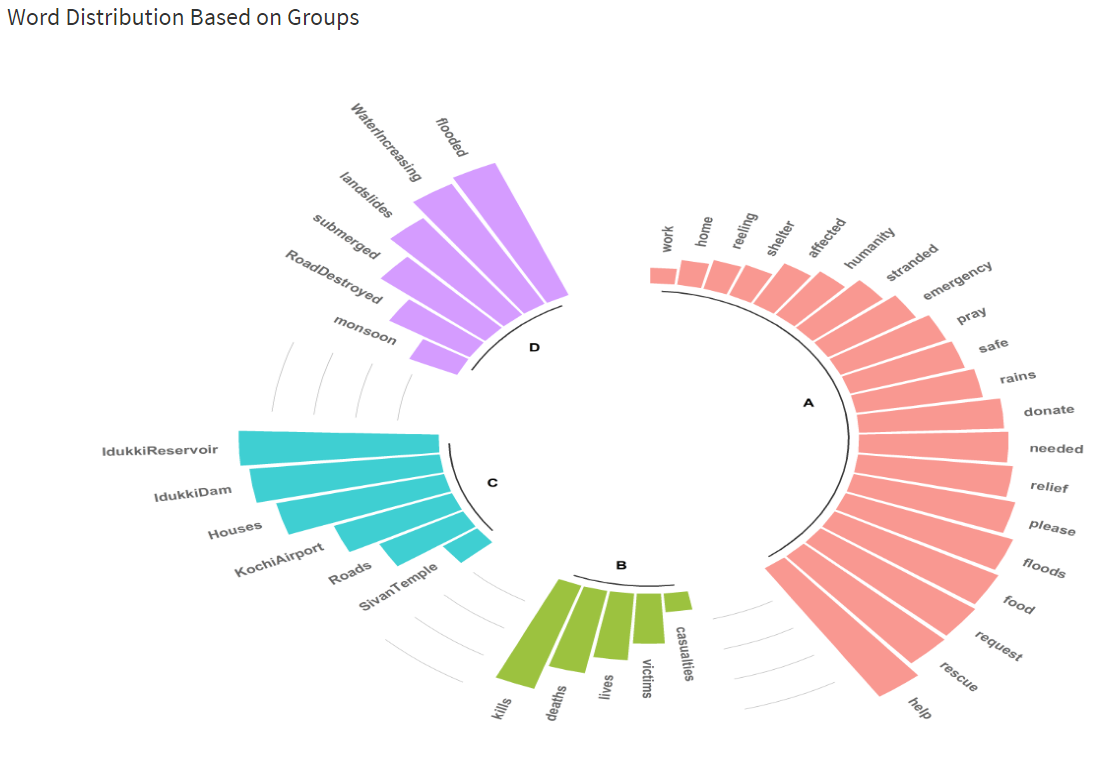 Word Distribution Based on Groups
work
home
reeling
shelter
affected
humanity
stranded
emergency
pray
safe
rains
donate
needed
relief
please
floods
food
request
rescue
help
A
casualties
victims
lives
deaths
kills
B
SivanTemple
Roads
KochiAirport
Houses
IdukkiDam
IdukkiReservoir
C
monsoon
RoadDestroyed
submerged
landslides
WaterIncreasing
flooded
D